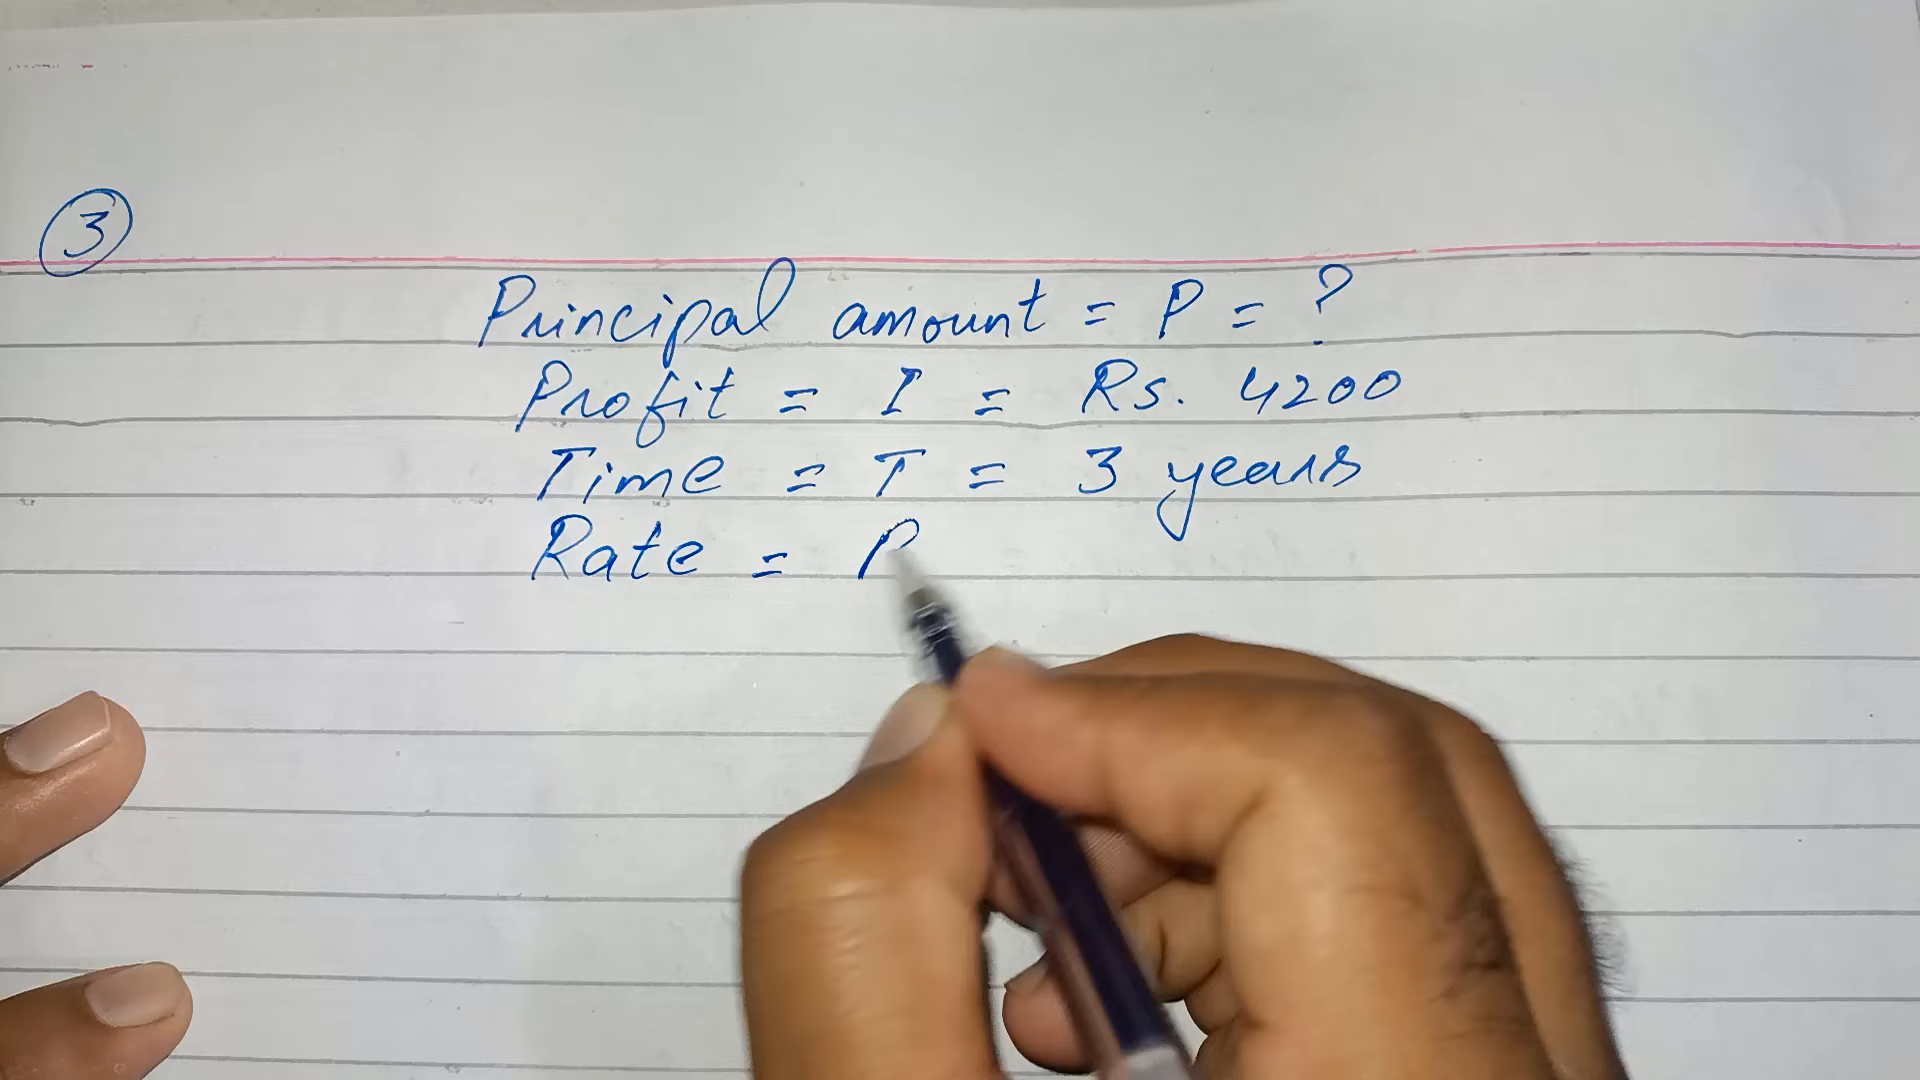 3
Principal amount = P = ?
Profit = I = Rs. 4200
Time = T = 3 years
Rate =